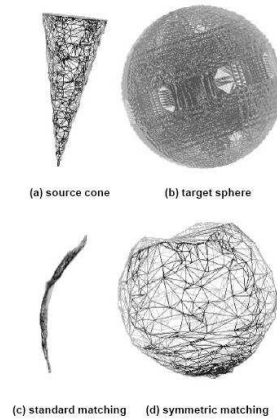 (a) source cone
(b) target sphere
(c) standard matching
(d) symmetric matching